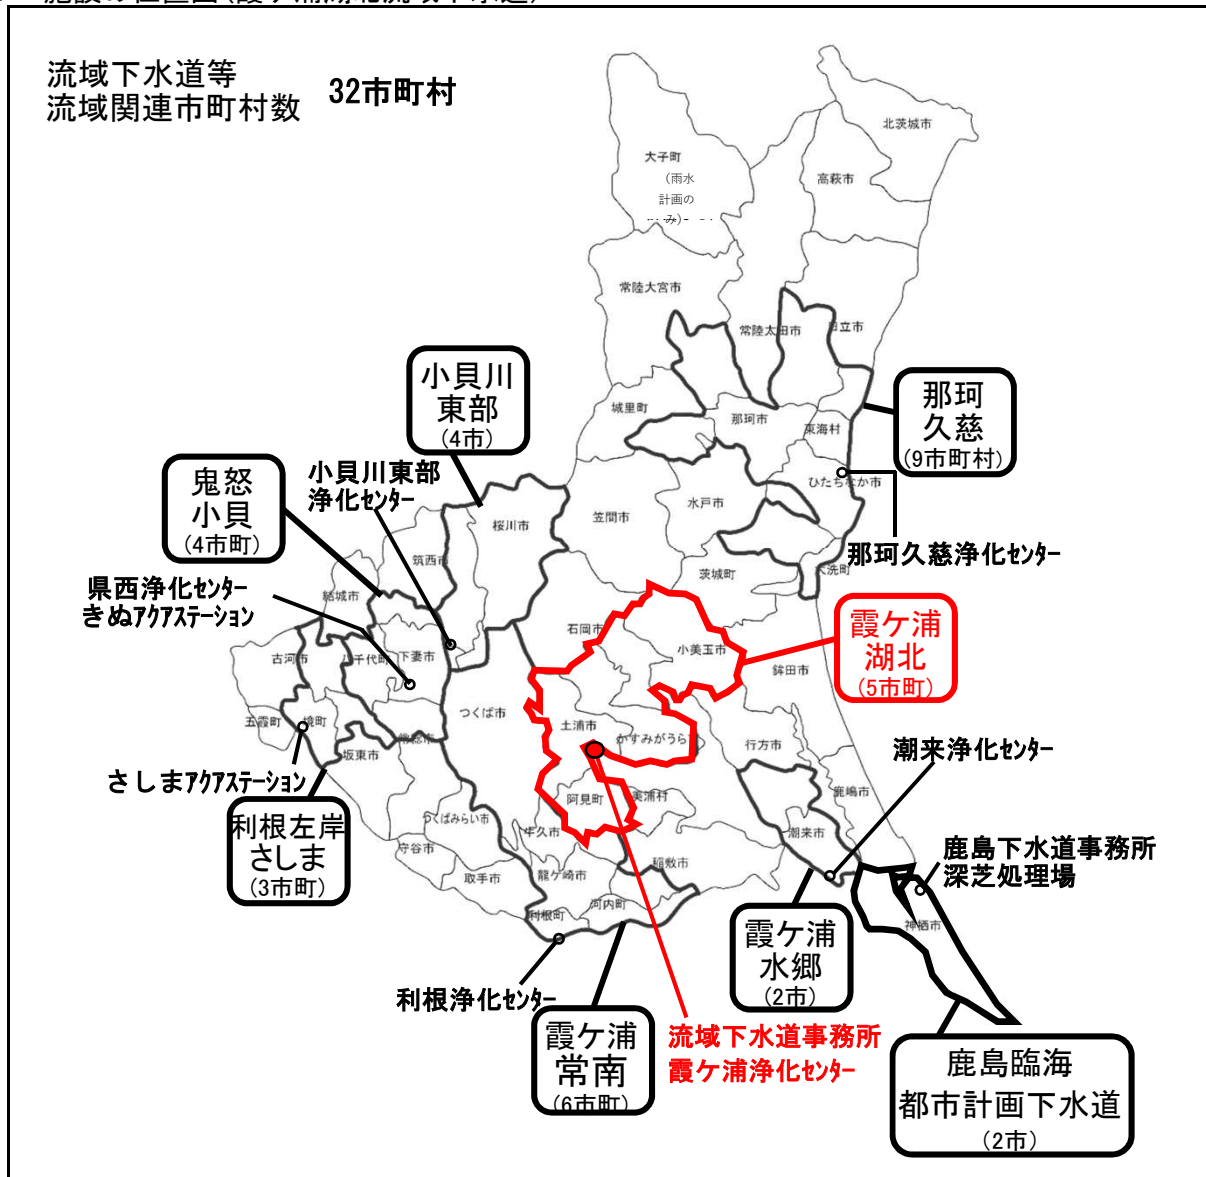 流域下水道等
流域関連市町村数
32市町村
北茨城市
大子町
(雨水
計画の
み)
高萩市
常陸大宮市
常陸太田市
日立市
小貝川
東部
(4市)
那珂
久慈
(9市町村)
城里町
那珂市
東海村
鬼怒
小貝
(4市町)
小貝川東部
浄化センター
ひたちなか市
水戸市
笠間市
桜川市
那珂久慈浄化センター
筑西市
茨城町
大洗町
県西浄化センター
きぬアクアステーション
結城市
霞ケ浦
湖北
(5市町)
石岡市
小美玉市
古河市
八千代町
下妻市
鉾田市
つくば市
五霞町
境町
土浦市
かすみがうら
常総市
坂東市
行方市
潮来浄化センター
さしまアクアステーション
阿見町
美浦村
鹿嶋市
利根左岸
さしま
(3市町)
つくばみらい市
牛久市
潮来市
守谷市
鹿島下水道事務所
深芝処理場
稲敷市
取手市
龍ケ崎市
河内町
利根町
神栖市
霞ケ浦
水郷
(2市)
利根浄化センター
霞ケ浦
常南
(6市町)
流域下水道事務所
霞ケ浦浄化センター
鹿島臨海
都市計画下水道
(2市)